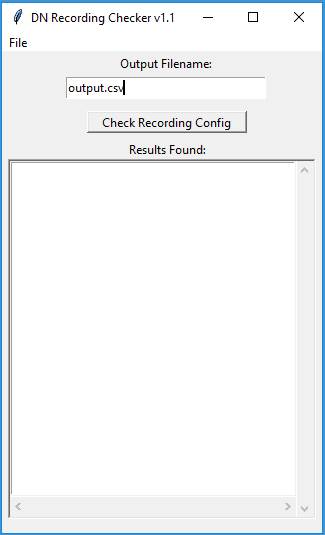 DN Recording Checker v1.1
File
Output Filename:
output.csv
Check Recording Config
Results Found: